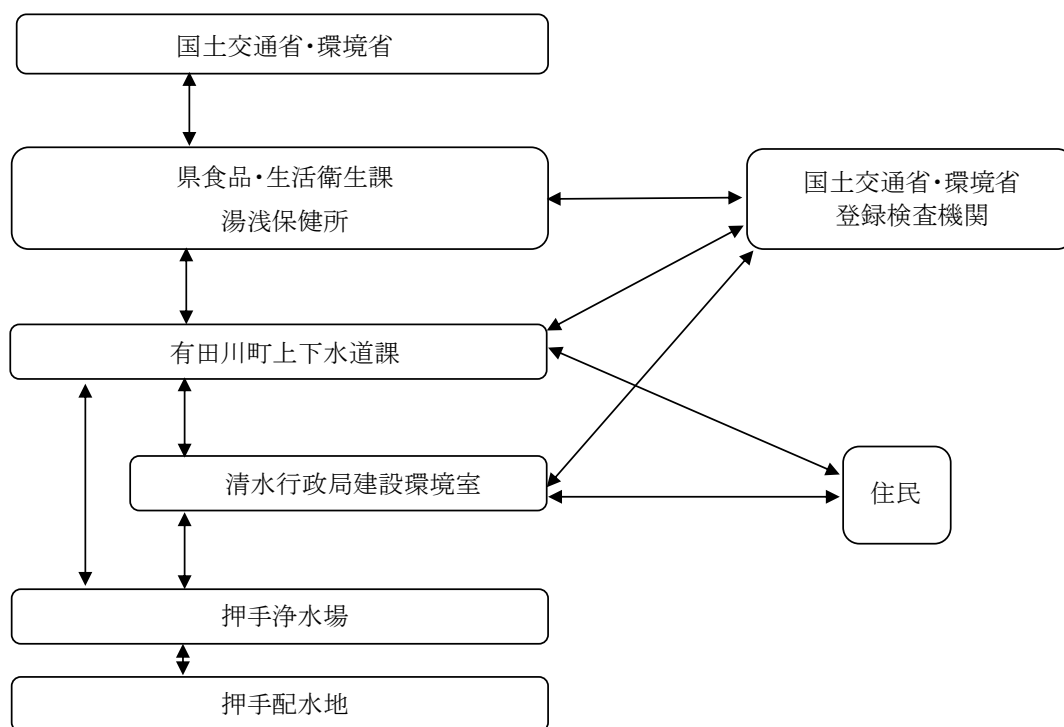 国土交通省・環境省
県食品・生活衛生課
湯浅保健所
国土交通省・環境省
登録検査機関
有田川町上下水道課
清水行政局建設環境室
住民
押手浄水場
押手配水地